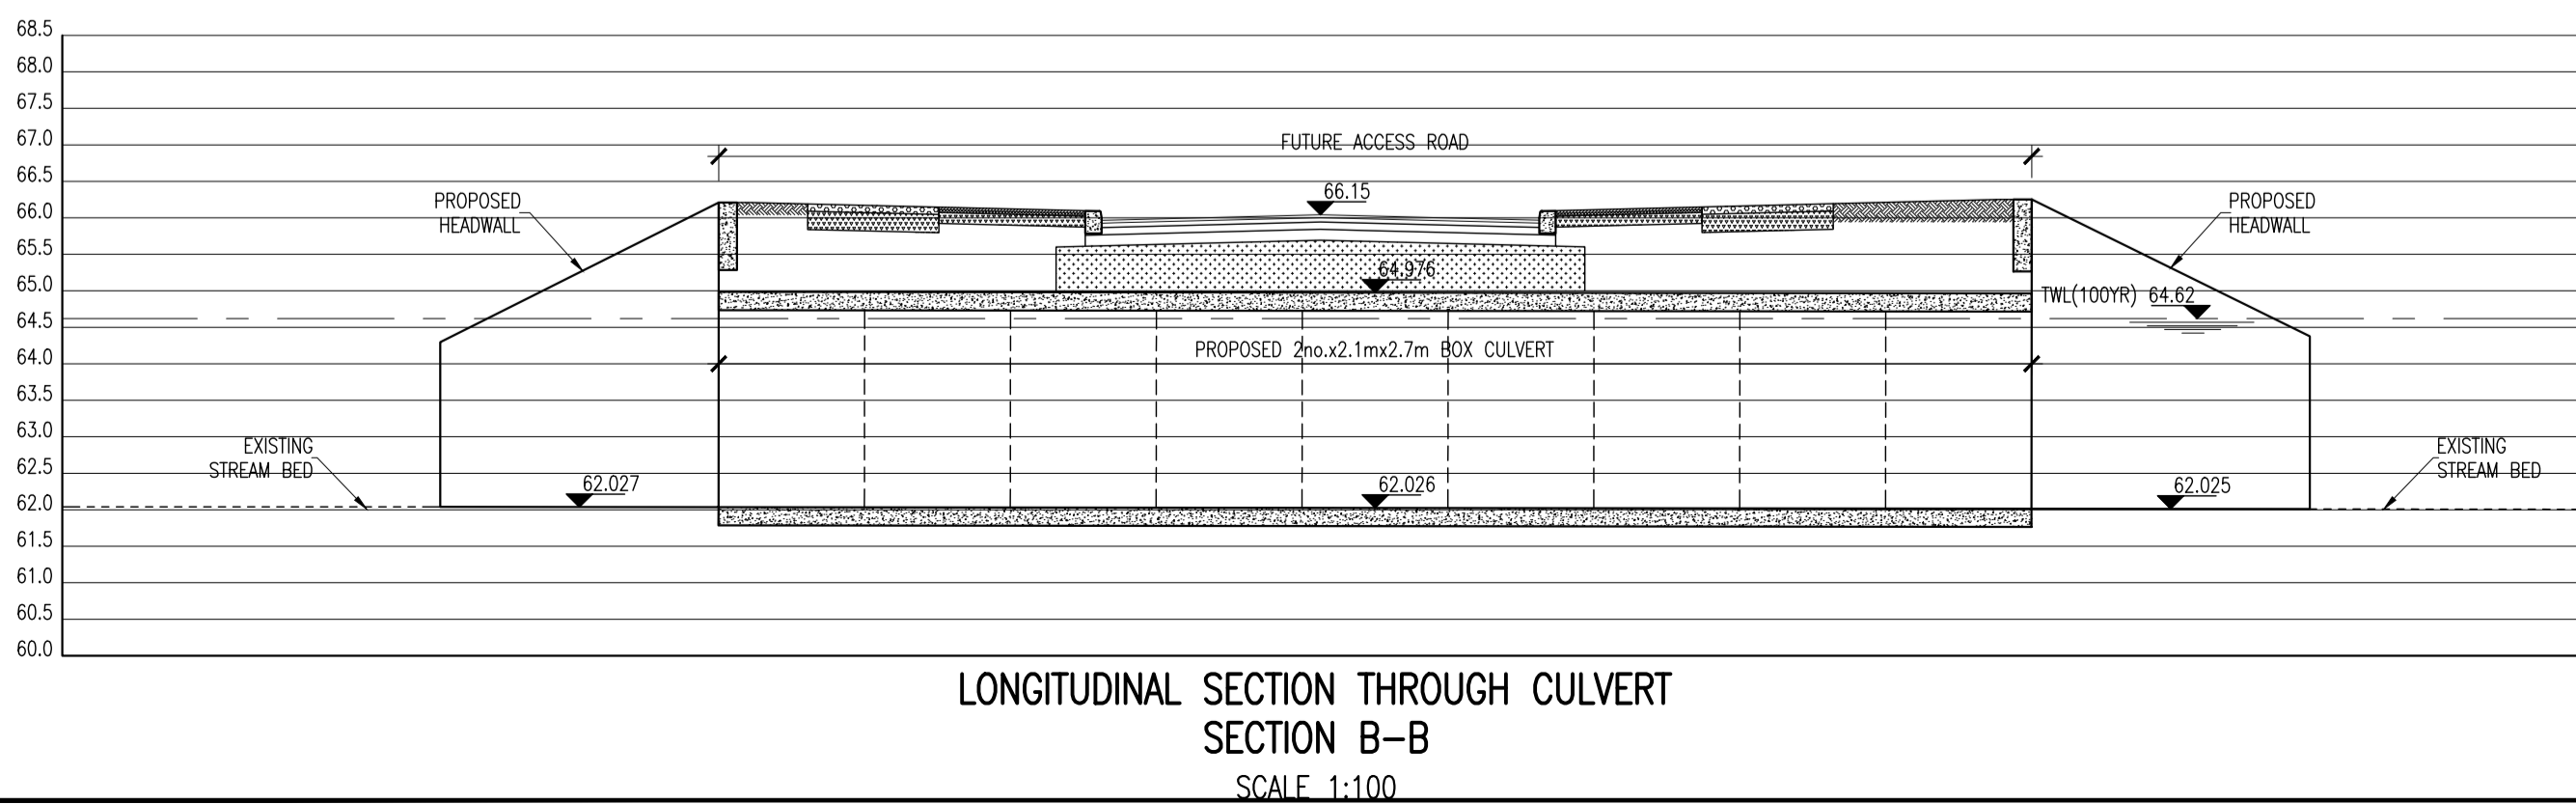 68.5
68.0
67.5
67.0
66.5
66.0
65.5
65.0
64.5
64.0
63.5
63.0
62.5
62.0
61.5
61.0
60.5
60.0
FUTURE ACCESS ROAD
PROPOSED
HEADWALL
66.15
PROPOSED
HEADWALL
64.976
TWL(100YR) 64.62
PROPOSED 2no.x2.1mx2.7m BOX CULVERT
EXISTING
STREAM BED
62.027
62.026
62.025
EXISTING
STREAM BED
LONGITUDINAL SECTION THROUGH CULVERT
SECTION B-B
SCALE 1:100